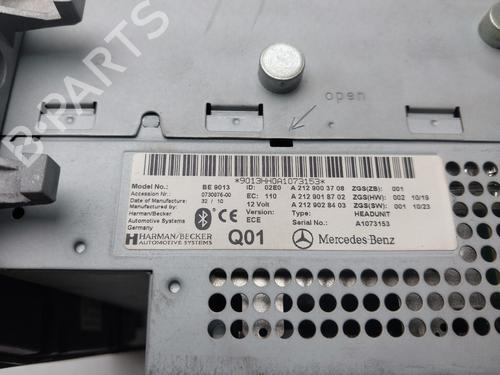 B-PARTS
open
*9013HH0A1073153*
Model No.: BE 9013 ID: 02E0 A 212 900 37 08 ZGS(ZB): 001
Accession Nr.: 0730976-00 EC: 110 A 212 901 87 02 ZGS(HW): 002 10/19
Date of Manufacture: 32 / 10 12 Volt A 212 902 84 03 ZGS(SW): 001 10/23
Manufactured by: ECE Type: HEADUNIT
Harman/Becker Serial No.: A1073153
Automotive Systems
Germany
HARMAN/BECKER
AUTOMOTIVE SYSTEMS
Q01
Mercedes-Benz